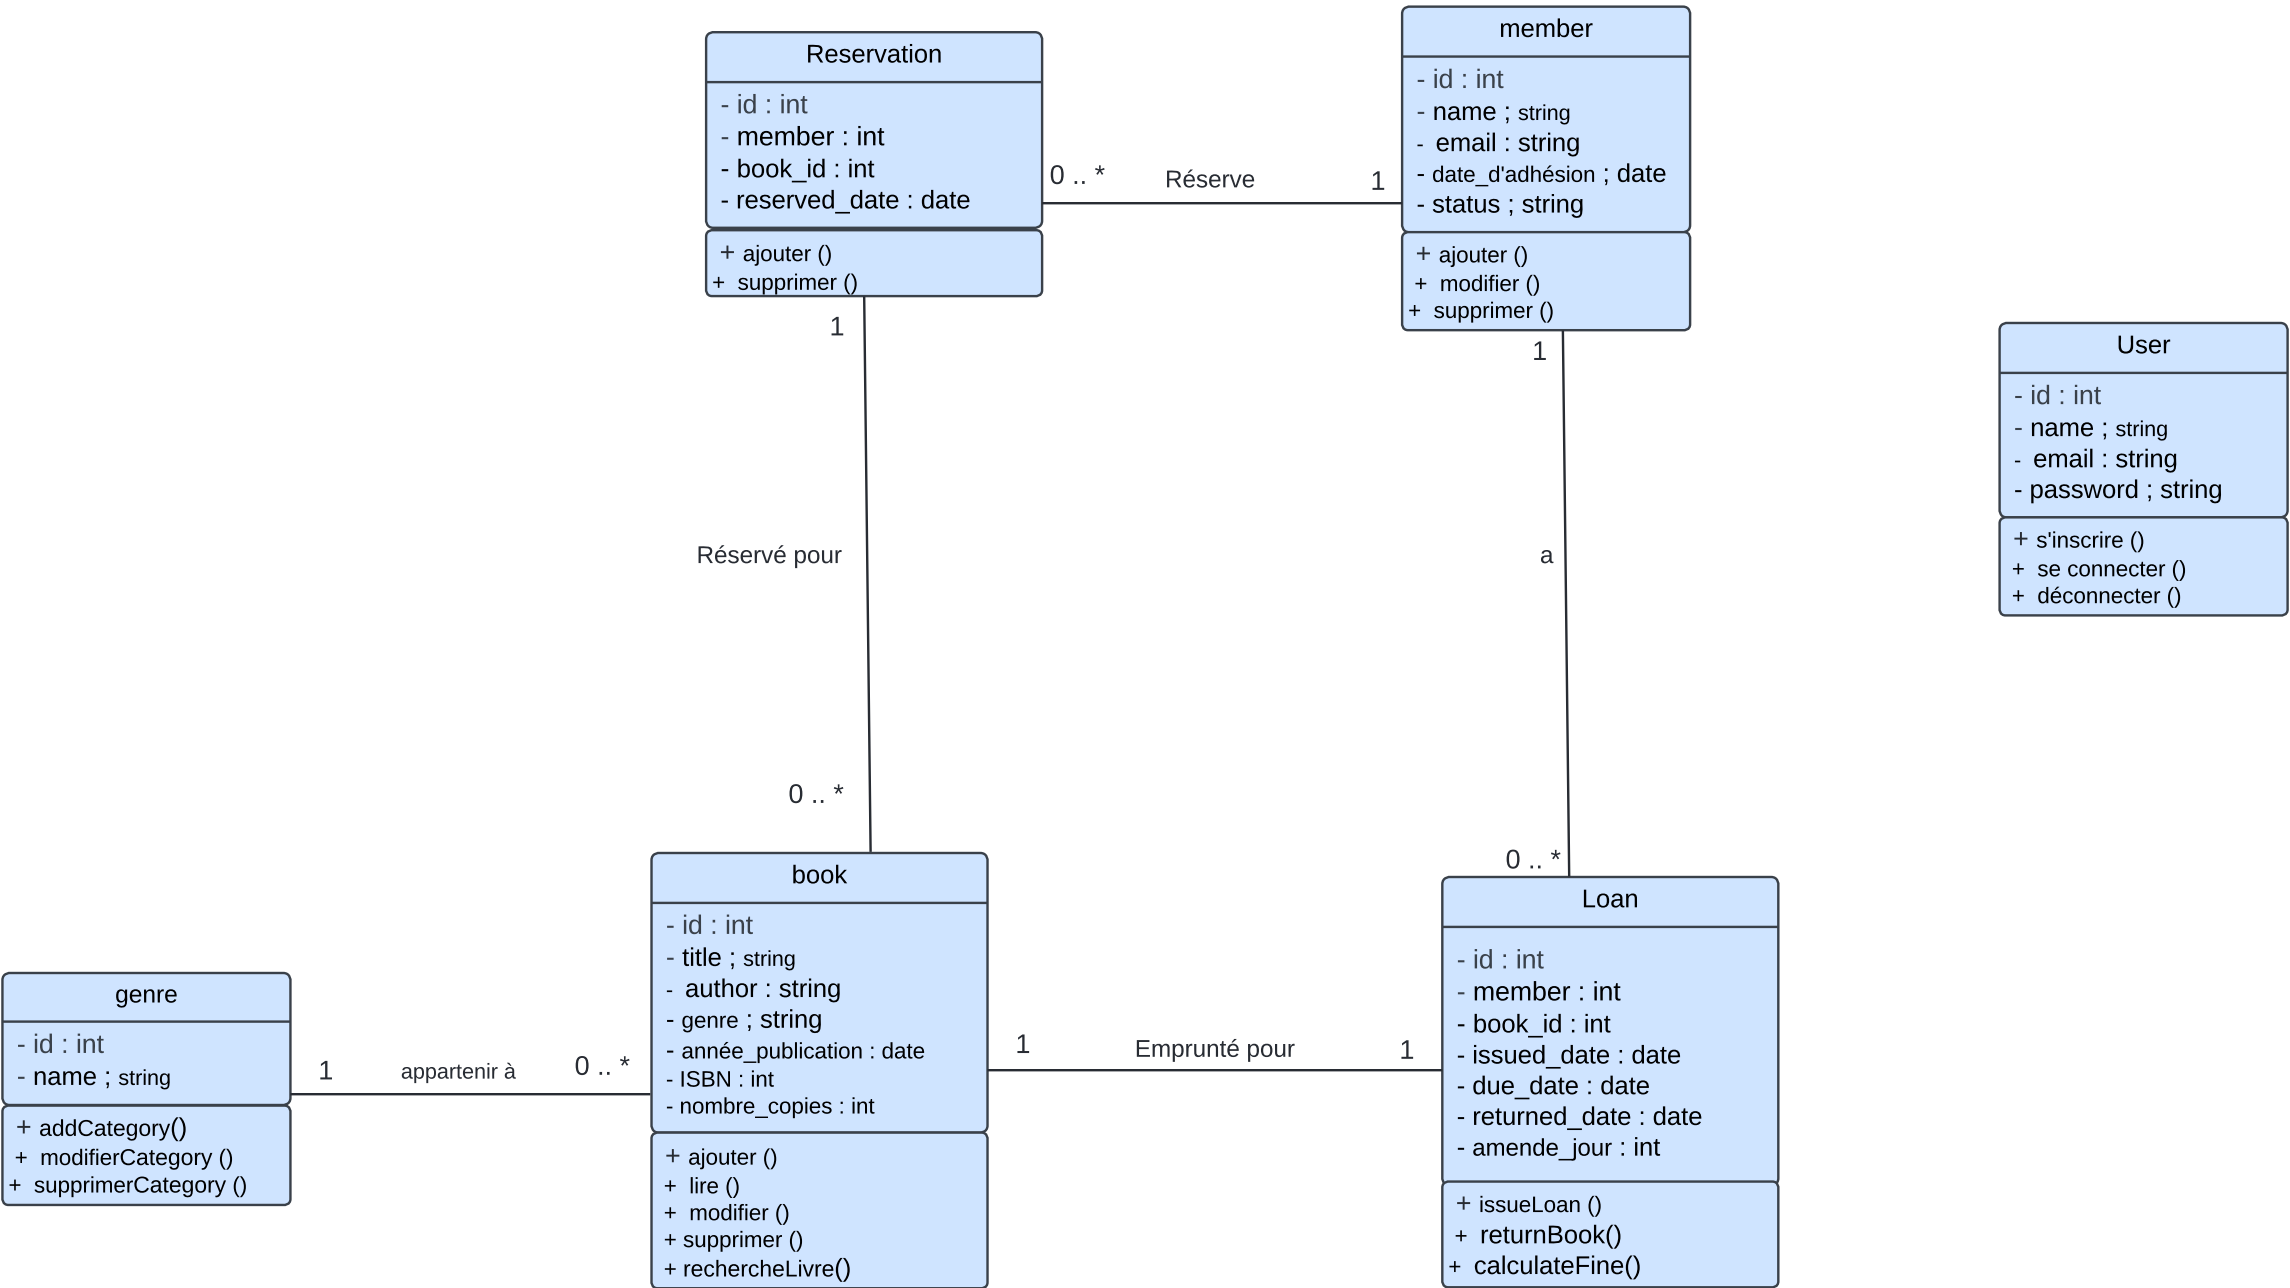 Reservation
- id : int
- member : int
- book_id : int
- reserved_date : date
+ ajouter ()
+ supprimer ()
0 .. *
Réserve
1
member
- id : int
- name ; string
- email : string
- date_d'adhésion ; date
- status ; string
+ ajouter ()
+ modifier ()
+ supprimer ()
User
- id : int
- name ; string
- email : string
- password ; string
+ s'inscrire ()
+ se connecter ()
+ déconnecter ()
1
Réservé pour
0 .. *
1
a
0 .. *
genre
- id : int
- name ; string
+ addCategory()
+ modifierCategory ()
+ supprimerCategory ()
1
appartenir à
0 .. *
book
- id : int
- title ; string
- author : string
- genre ; string
- année_publication : date
- ISBN : int
- nombre_copies : int
+ ajouter ()
+ lire ()
+ modifier ()
+ supprimer ()
+ rechercheLivre()
1
Emprunté pour
1
Loan
- id : int
- member : int
- book_id : int
- issued_date : date
- due_date : date
- returned_date : date
- amende_jour : int
+ issueLoan ()
+ returnBook()
+ calculateFine()